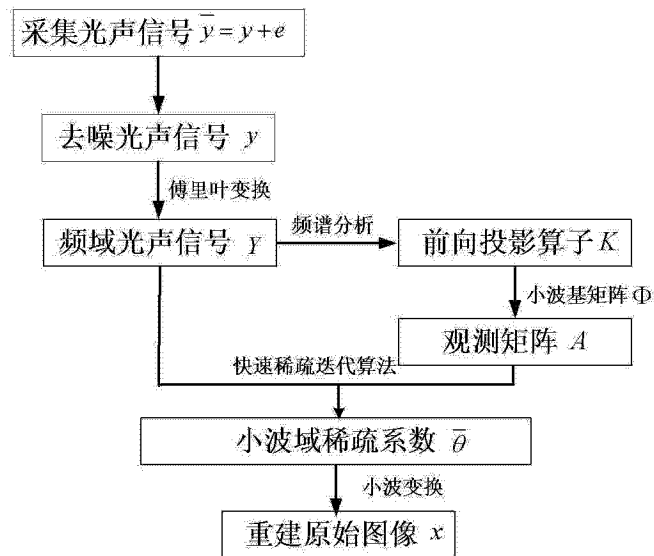 采集光声信号 y̅=y+e
去噪光声信号 y
傅里叶变换
频域光声信号 Y
频谱分析
前向投影算子K
小波基矩阵Φ
观测矩阵 A
快速稀疏迭代算法
小波域稀疏系数 θ̅
小波变换
重建原始图像 x